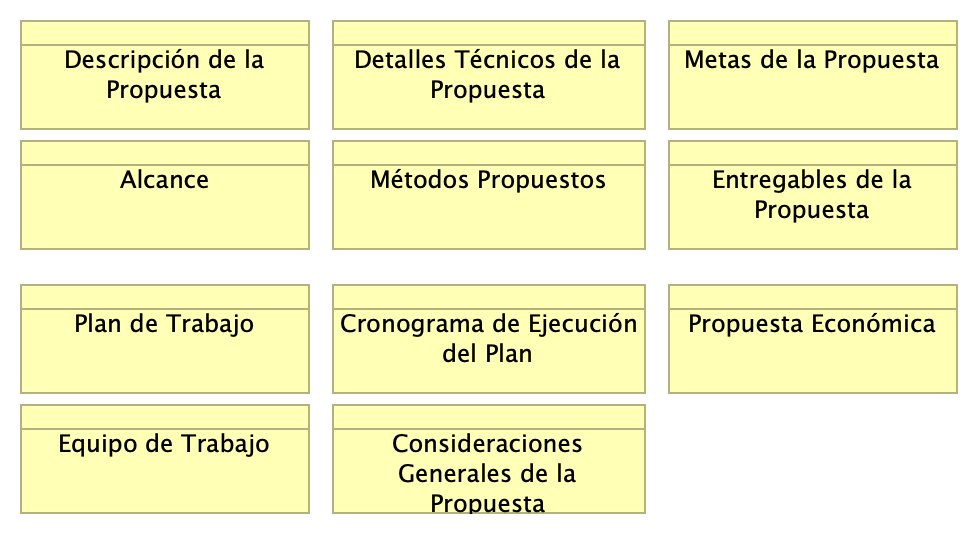 Descripción de la
Propuesta
Detalles Técnicos de la
Propuesta
Metas de la Propuesta
Alcance
Métodos Propuestos
Entregables de la
Propuesta
Plan de Trabajo
Cronograma de Ejecución
del Plan
Propuesta Económica
Equipo de Trabajo
Consideraciones
Generales de la
Propuesta